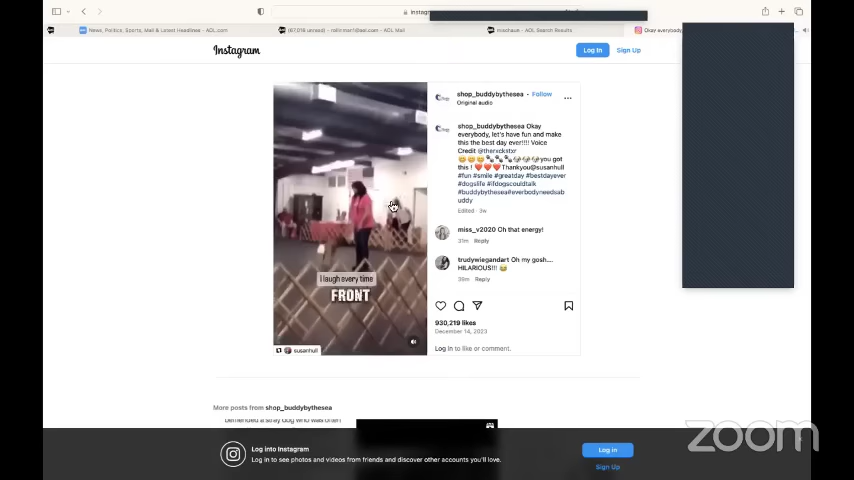 News, Politics, Sports, Mail & Latest Headlines - AOL.com
Instagram
Log In
Sign Up
shop_buddybythesea • Follow
Original audio
shop_buddybythesea Okay
everybody, let's have fun and make
this the best day ever!!!! Voice
Credit @therxckstxr
😄😄😄🐾🐾🐾🐶🐶🐶you got
this ! ❤️❤️❤️Thankyou@susanhull
#fun #smile #greatday #bestdayever
#dogslife #ifdogscouldtalk
#buddybythesea#everbodyneedsab
uddy
Edited · 3w
miss_v2020 Oh that energy!
31m Reply
trudywiegandart Oh my gosh....
HILARIOUS!!! 😂
39m Reply
I laugh every time
FRONT
susanhull
930,219 likes
December 14, 2023
Log in to like or comment.
More posts from shop_buddybythesea
Log into Instagram
Log in to see photos and videos from friends and discover other accounts you'll love.
Log in
Sign Up
zoom